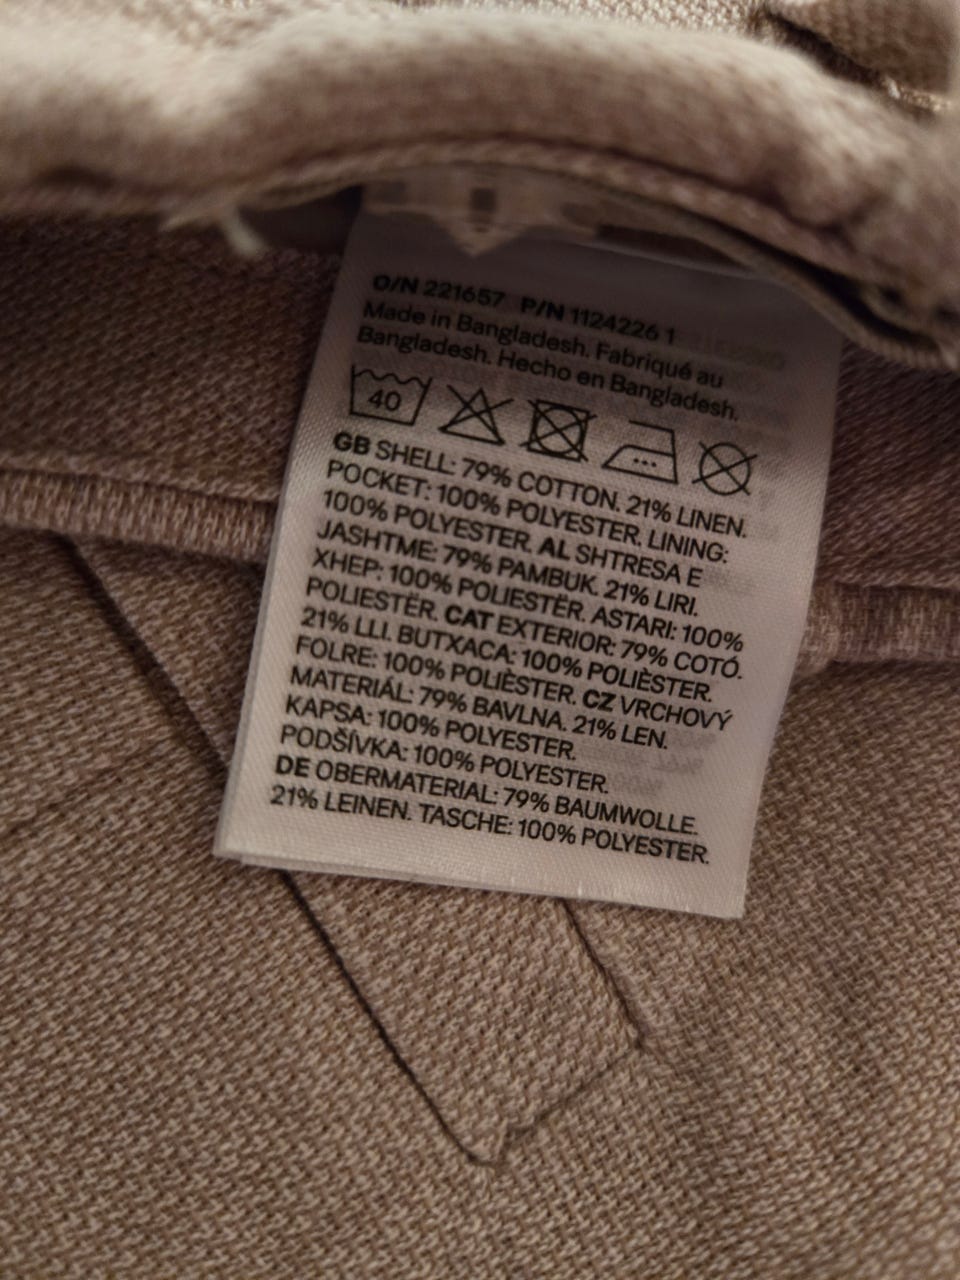 O/N 221657 P/N 1124226 1
Made in Bangladesh. Fabriqué au
Bangladesh. Hecho en Bangladesh.
40
GB SHELL: 79% COTTON. 21% LINEN.
POCKET: 100% POLYESTER. LINING:
100% POLYESTER. AL SHTRESA E
JASHTME: 79% PAMBUK. 21% LIRI.
XHEP: 100% POLIESTËR. ASTARI: 100%
POLIESTËR. CAT EXTERIOR: 79% COTÓ.
21% LLI. BUTXACA: 100% POLIÈSTER.
FOLRE: 100% POLIÈSTER. CZ VRCHOVÝ
MATERIÁL: 79% BAVLNA. 21% LEN.
KAPSA: 100% POLYESTER.
PODŠÍVKA: 100% POLYESTER.
DE OBERMATERIAL: 79% BAUMWOLLE.
21% LEINEN. TASCHE: 100% POLYESTER.